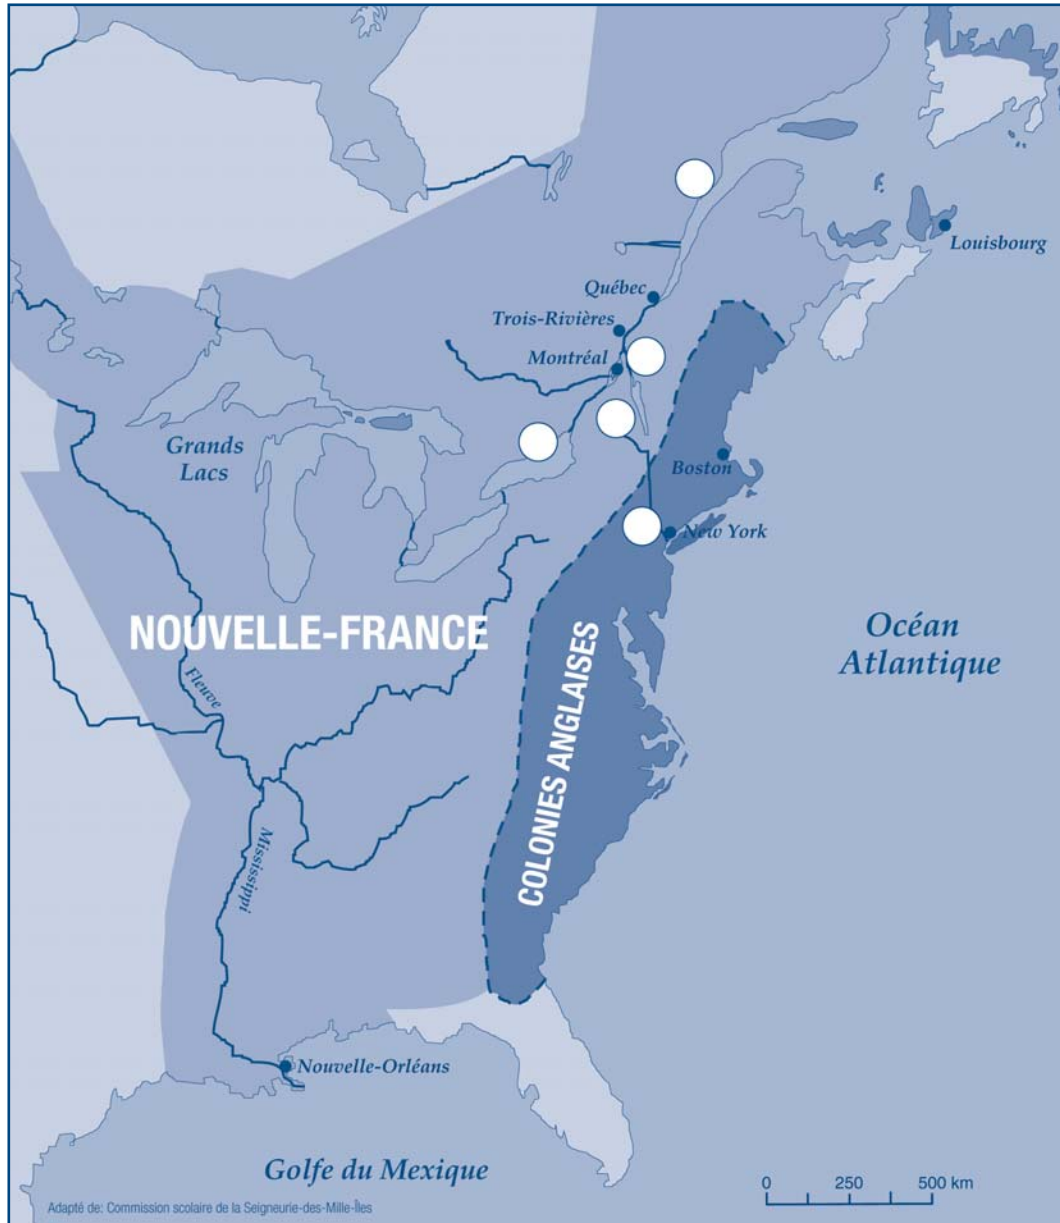 Louisbourg
Québec
Trois-Rivières
Montréal
Grands
Lacs
Boston
New York
NOUVELLE-FRANCE
Océan
Atlantique
COLONIES ANGLAISES
Fleuve
Mississippi
Nouvelle-Orléans
Golfe du Mexique
0 250 500 km
Adapté de: Commission scolaire de la Seigneurie-des-Mille-Îles